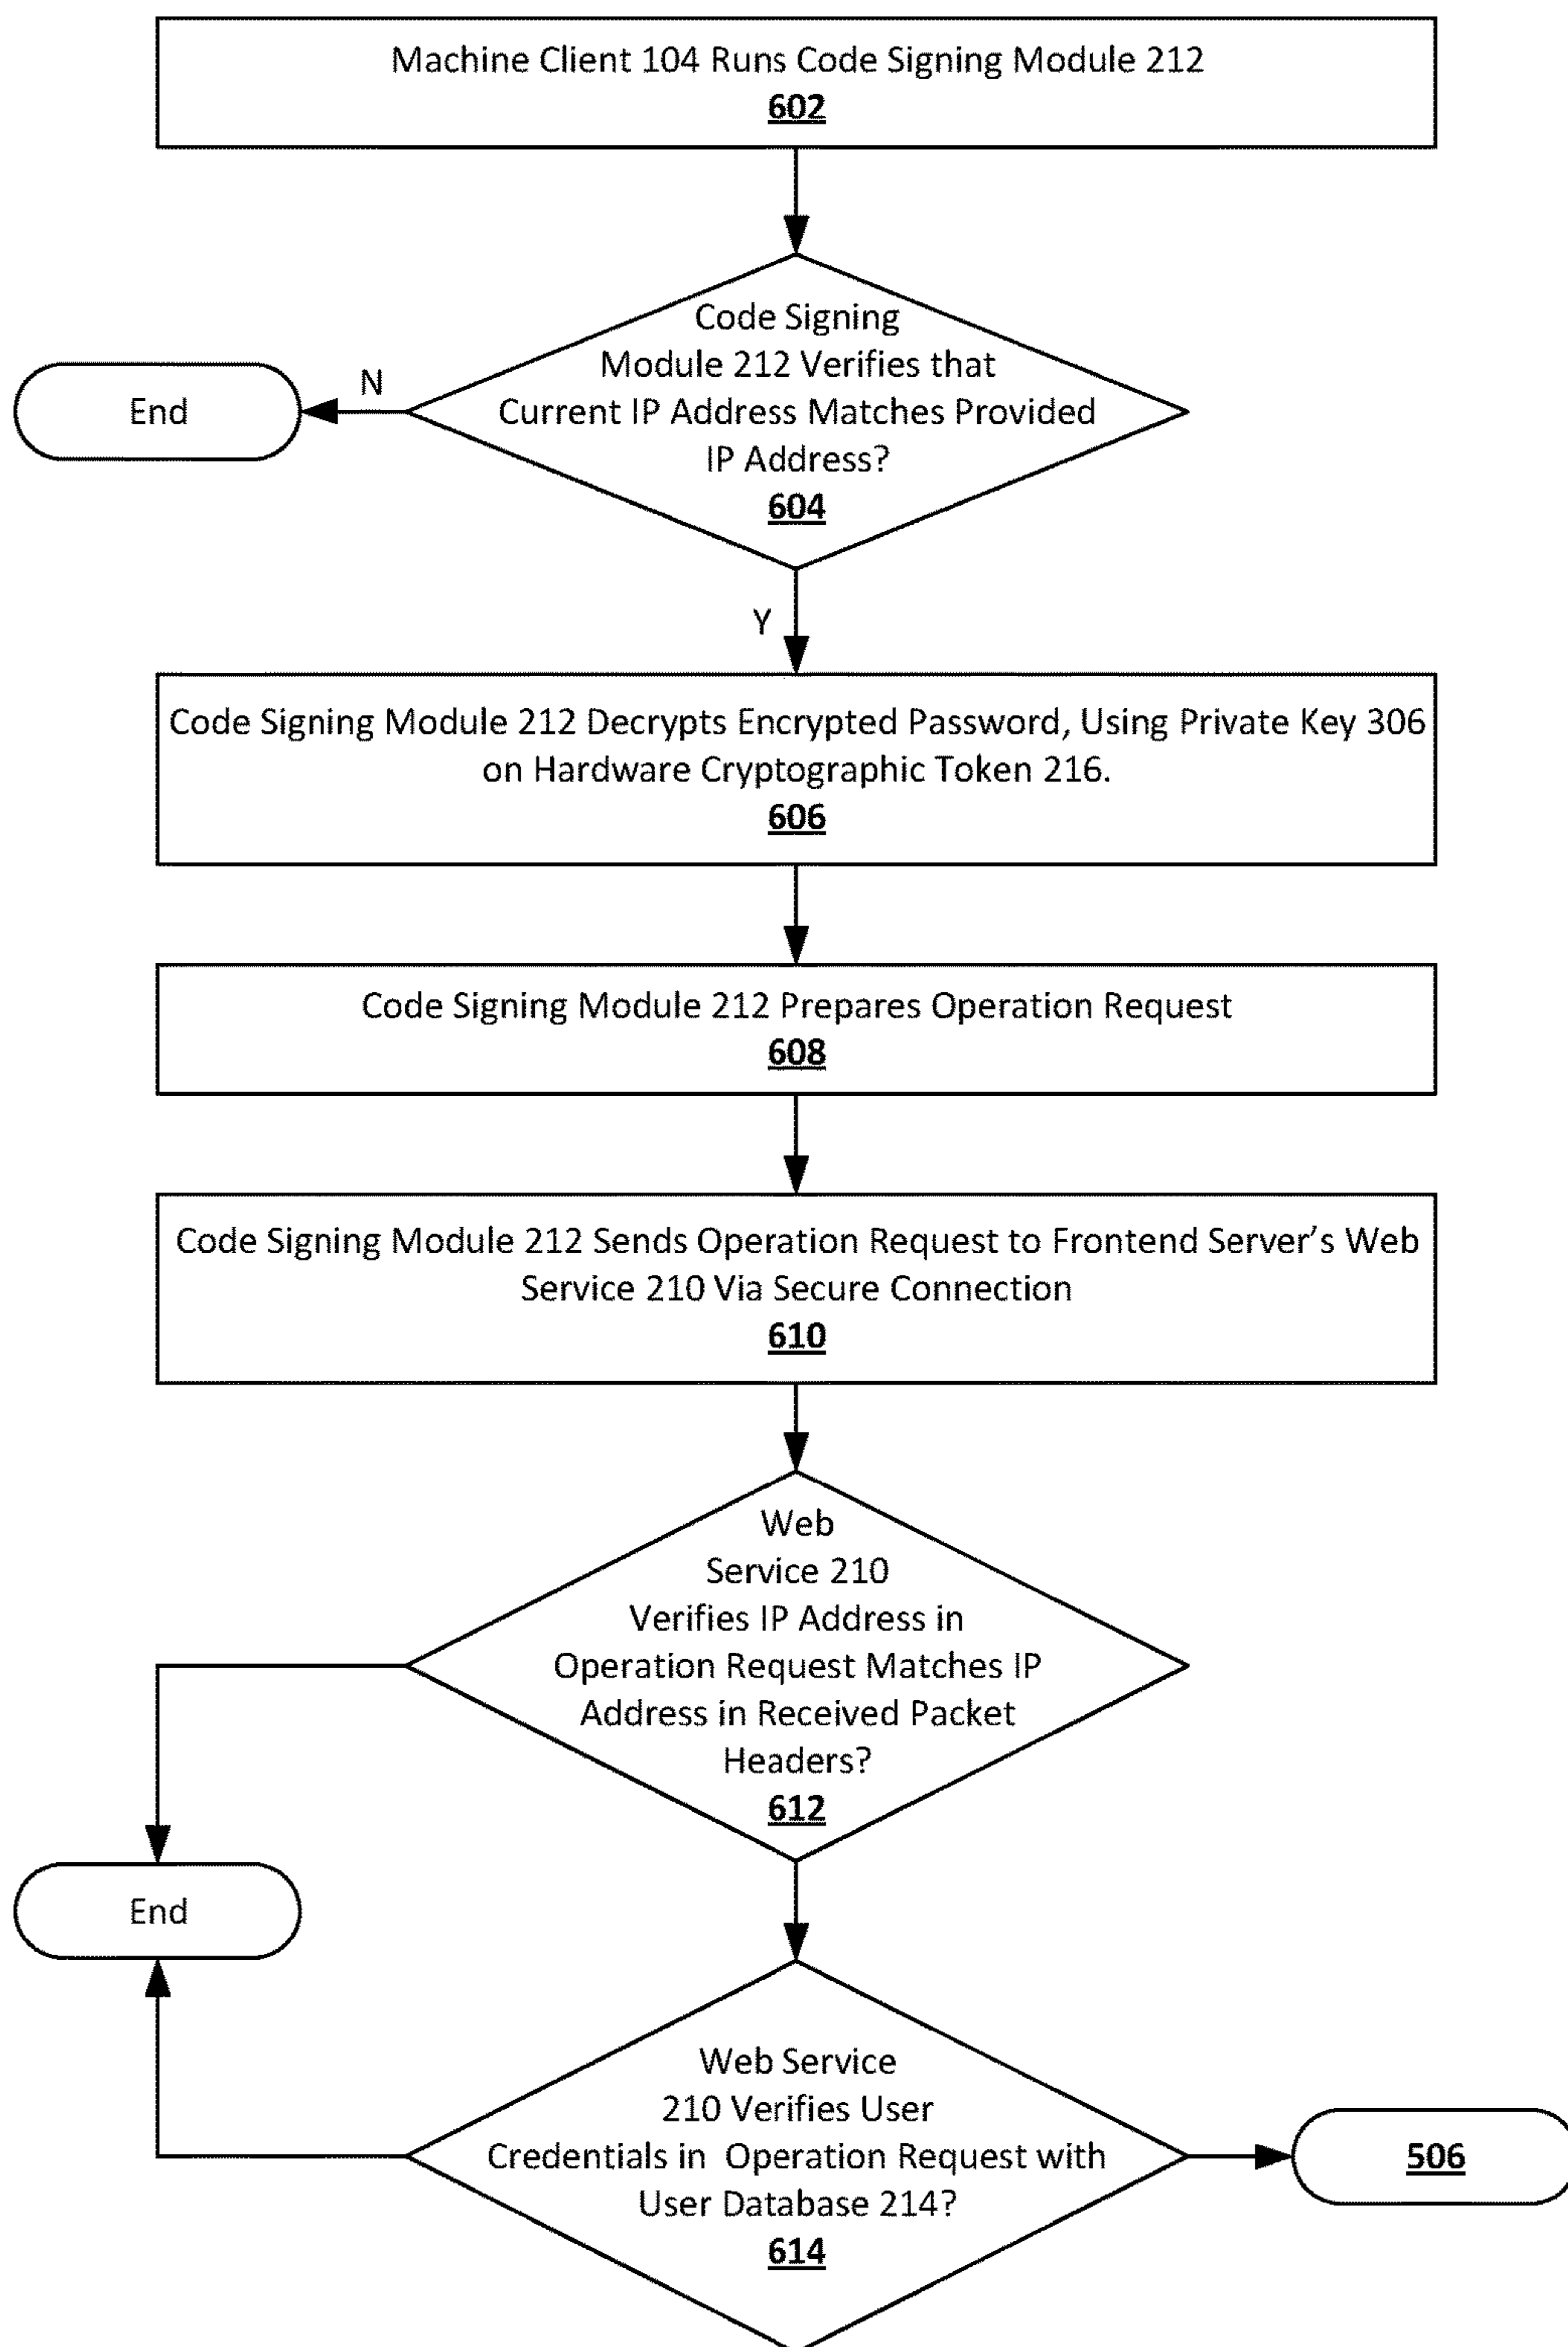 Machine Client 104 Runs Code Signing Module 212
602
Code Signing
Module 212 Verifies that
Current IP Address Matches Provided
IP Address?
604
N
End
Y
Code Signing Module 212 Decrypts Encrypted Password, Using Private Key 306
on Hardware Cryptographic Token 216.
606
Code Signing Module 212 Prepares Operation Request
608
Code Signing Module 212 Sends Operation Request to Frontend Server's Web
Service 210 Via Secure Connection
610
Web
Service 210
Verifies IP Address in
Operation Request Matches IP
Address in Received Packet
Headers?
612
End
Web Service
210 Verifies User
Credentials in Operation Request with
User Database 214?
614
506